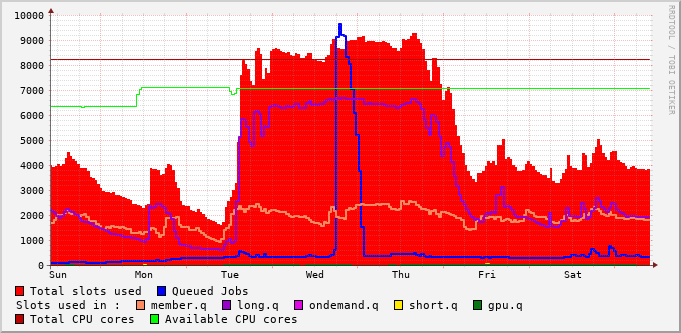 10000
9000
8000
7000
6000
5000
4000
3000
2000
1000
0
Sun Mon Tue Wed Thu Fri Sat
RRDTOOL / TOBI OETIKER
Total slots used Queued Jobs
Slots used in : member.q long.q ondemand.q short.q gpu.q
Total CPU cores Available CPU cores